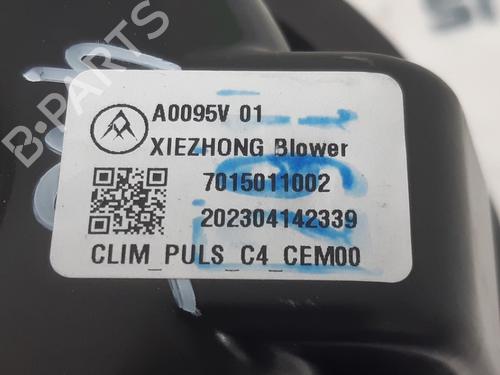 A0095V 01
XIEZHONG Blower
7015011002
202304142339
CLIM_PULS_C4_CEM00
B-PARTS